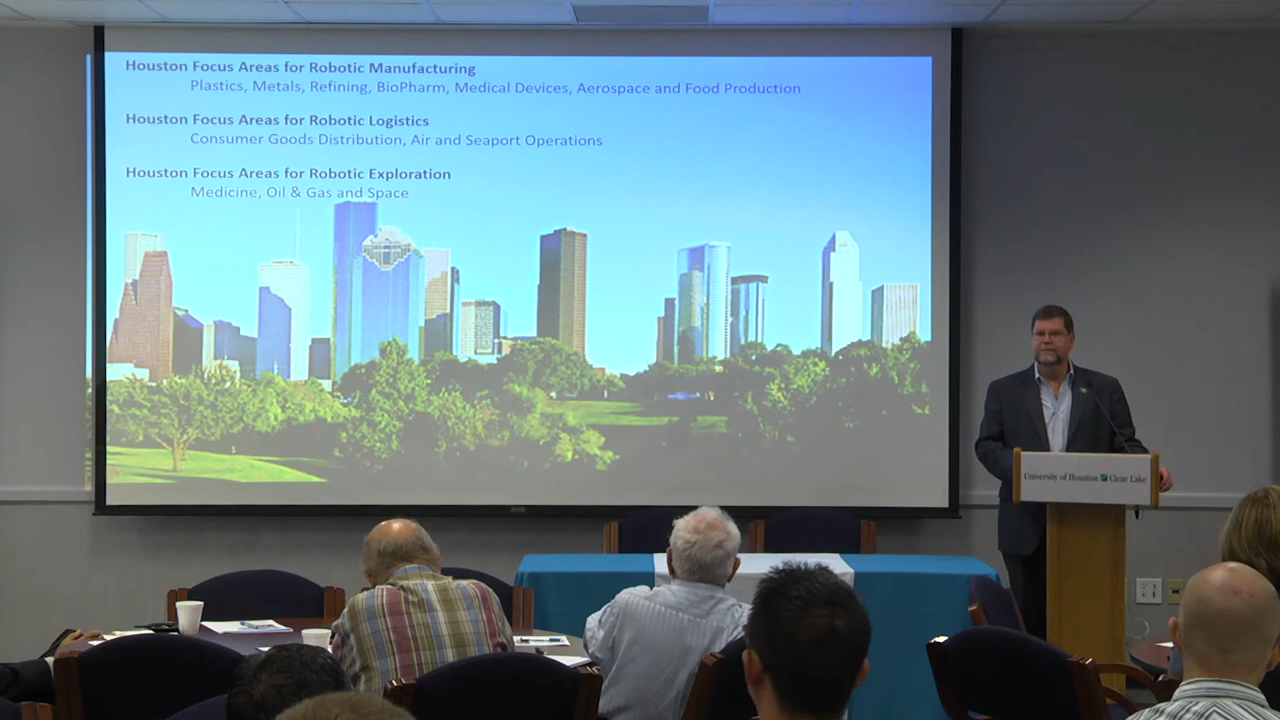 Houston Focus Areas for Robotic Manufacturing
Plastics, Metals, Refining, BioPharm, Medical Devices, Aerospace and Food Production
Houston Focus Areas for Robotic Logistics
Consumer Goods Distribution, Air and Seaport Operations
Houston Focus Areas for Robotic Exploration
Medicine, Oil & Gas and Space
University of Houston Clear Lake